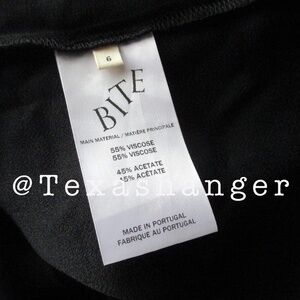 6
BITE
MAIN MATERIAL / MATIÈRE PRINCIPALE
55% VISCOSE
55% VISCOSE
45% ACETATE
45% ACÉTATE
@Texashanger
MADE IN PORTUGAL
FABRIQUE AU PORTUGAL